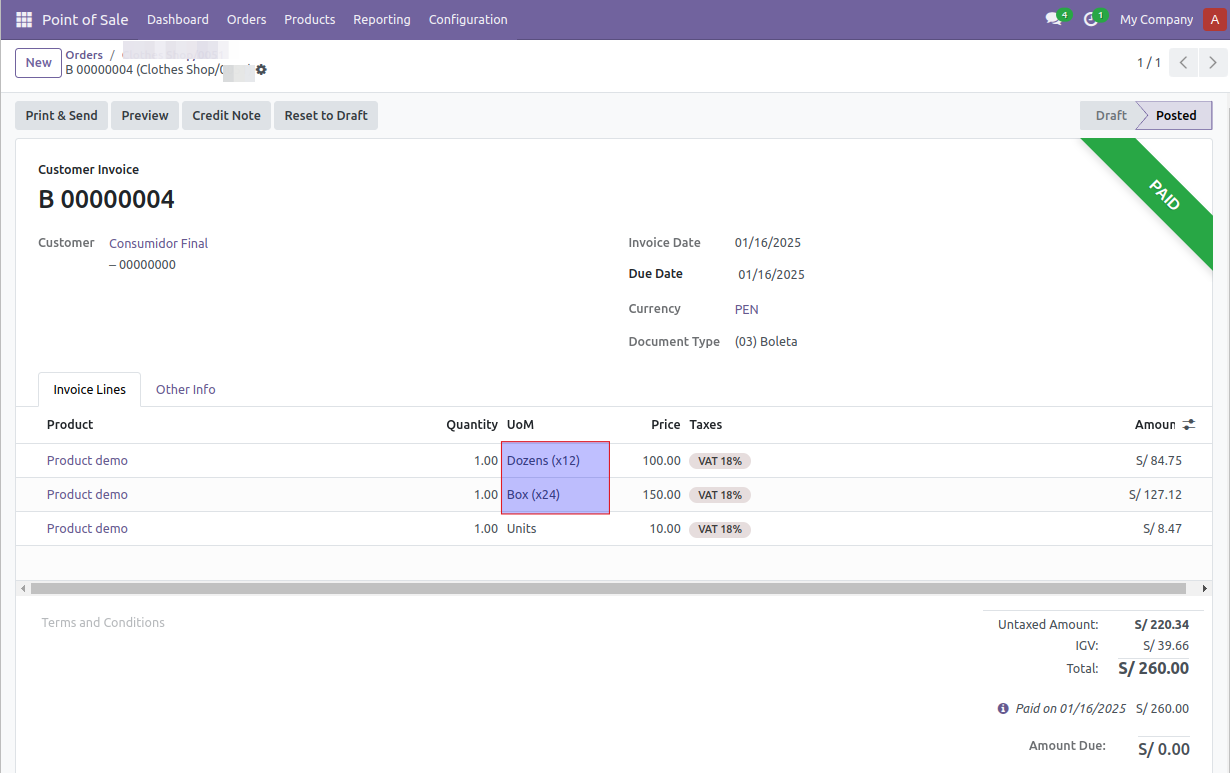 Point of Sale Dashboard Orders Products Reporting Configuration 4 1 My Company A
New Orders /
B 00000004 (Clothes Shop/ 1 / 1
Print & Send Preview Credit Note Reset to Draft Draft Posted
PAID
Customer Invoice
B 00000004
Customer Consumidor Final
– 00000000
Invoice Date 01/16/2025
Due Date 01/16/2025
Currency PEN
Document Type (03) Boleta
Invoice Lines Other Info
Product Quantity UoM Price Taxes Amoun
Product demo 1.00 Dozens (x12) 100.00 VAT 18% S/ 84.75
Product demo 1.00 Box (x24) 150.00 VAT 18% S/ 127.12
Product demo 1.00 Units 10.00 VAT 18% S/ 8.47
Terms and Conditions
Untaxed Amount: S/ 220.34
IGV: S/ 39.66
Total: S/ 260.00
Paid on 01/16/2025 S/ 260.00
Amount Due: S/ 0.00